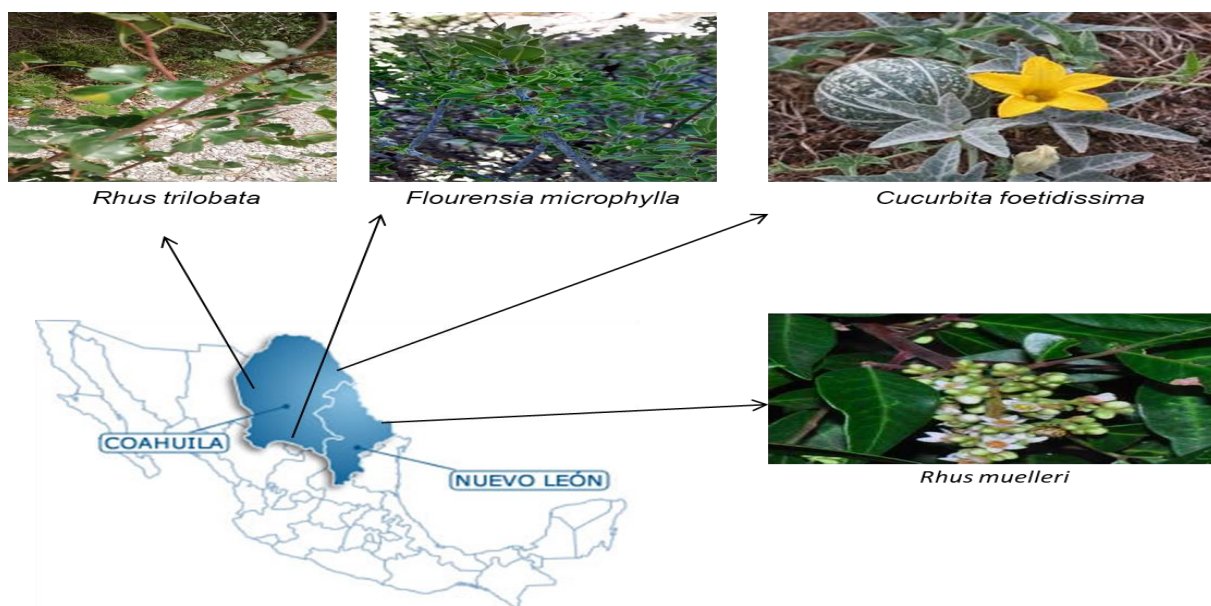 Rhus trilobata
Flourensia microphylla
Cucurbita foetidissima
COAHUILA
NUEVO LEÓN
Rhus muelleri